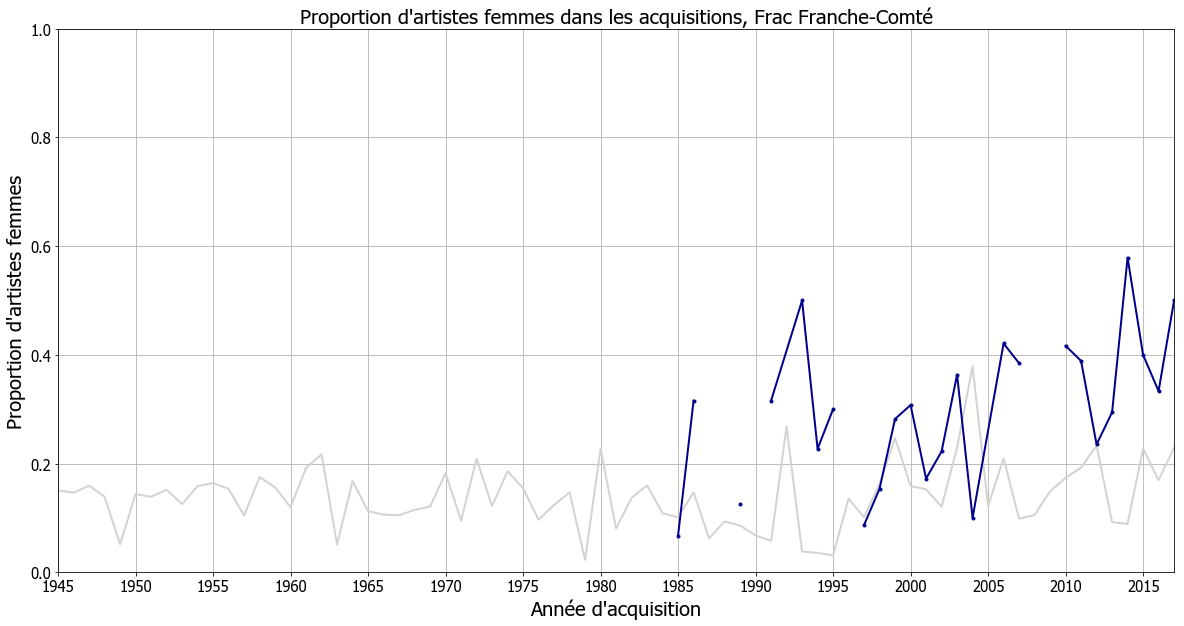 Proportion d'artistes femmes dans les acquisitions, Frac Franche-Comté
Proportion d'artistes femmes
1.0
0.8
0.6
0.4
0.2
0.0
1945 1950 1955 1960 1965 1970 1975 1980 1985 1990 1995 2000 2005 2010 2015
Année d'acquisition